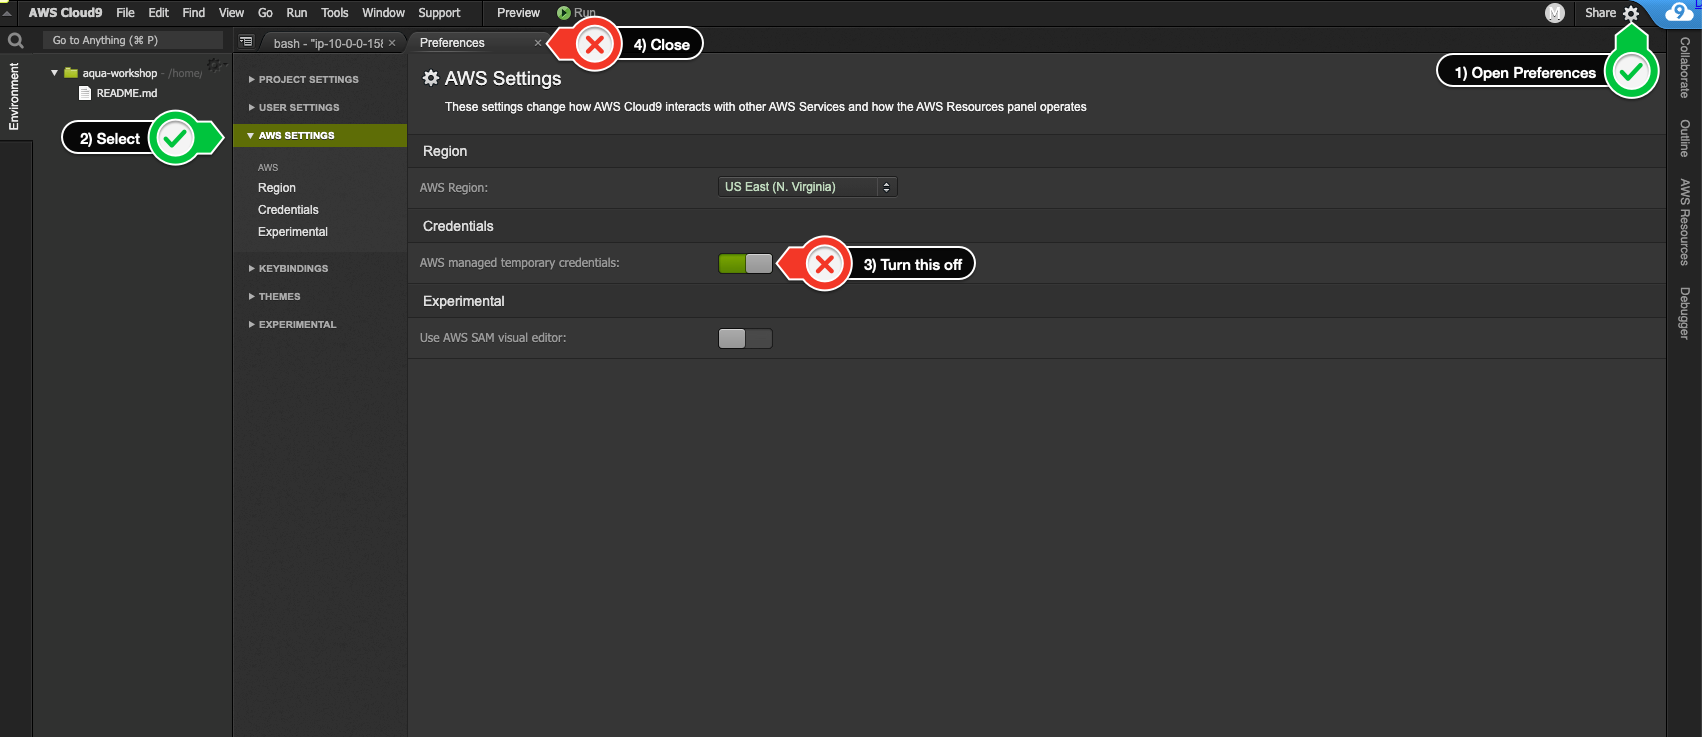 AWS Cloud9 File Edit Find View Go Run Tools Window Support Preview Run M Share 9
Go to Anything (⌘ P) bash - "ip-10-0-0-158 × Preferences × 4) Close
1) Open Preferences
Environment
aqua-workshop - /home/
README.md
2) Select
PROJECT SETTINGS
USER SETTINGS
AWS SETTINGS
AWS
Region
Credentials
Experimental
KEYBINDINGS
THEMES
EXPERIMENTAL
AWS Settings
These settings change how AWS Cloud9 interacts with other AWS Services and how the AWS Resources panel operates
Region
AWS Region: US East (N. Virginia)
Credentials
AWS managed temporary credentials: 3) Turn this off
Experimental
Use AWS SAM visual editor:
Collaborate
Outline
AWS Resources
Debugger